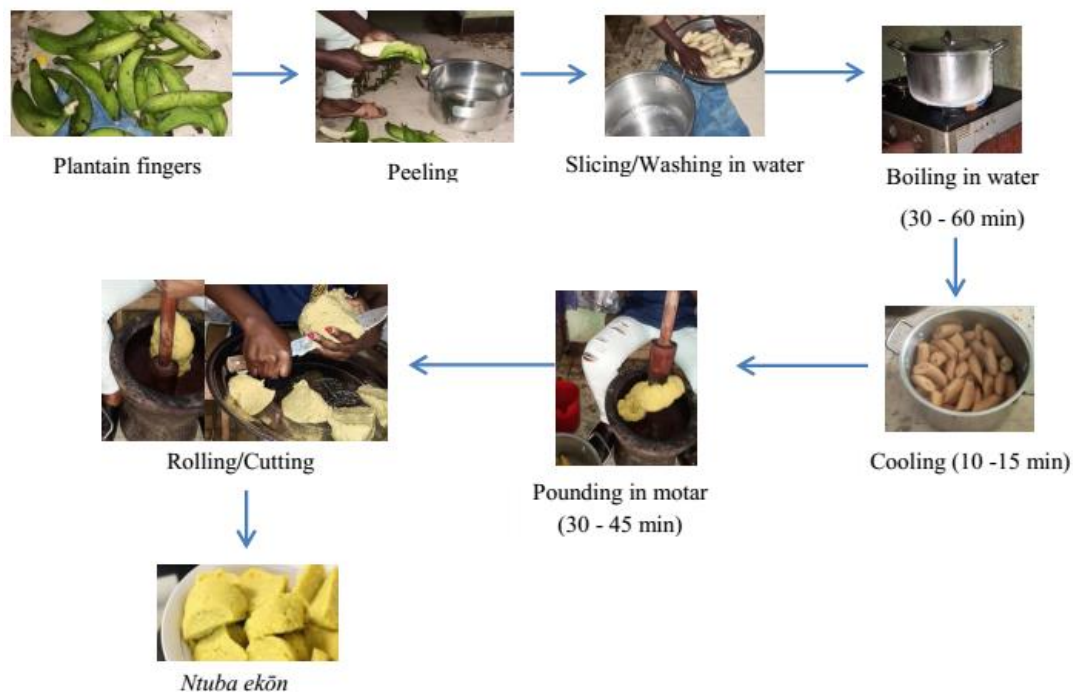 Plantain fingers
Peeling
Slicing/Washing in water
Boiling in water
(30 - 60 min)
Cooling (10 -15 min)
Pounding in motar
(30 - 45 min)
Rolling/Cutting
Ntuba ekōn